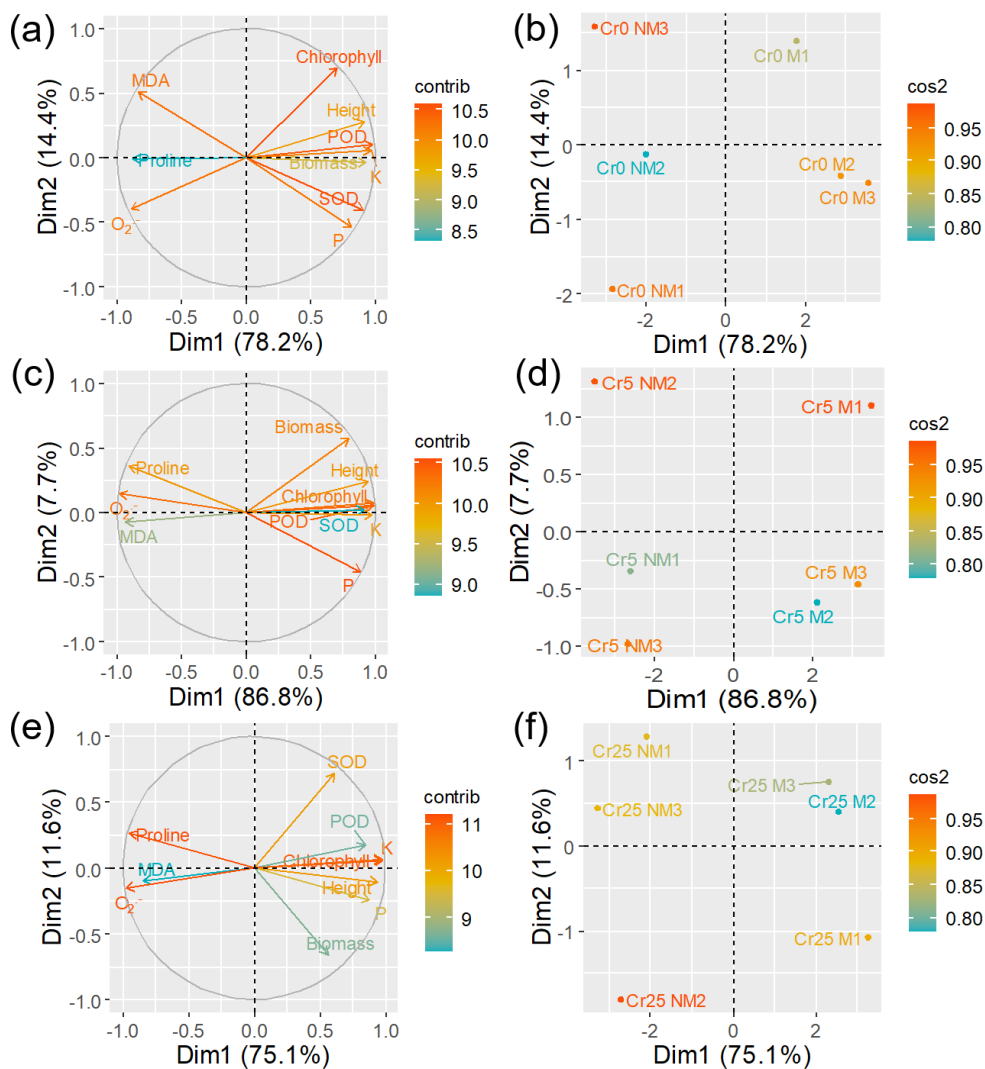 (a)
Dim2 (14.4%)
1.0
0.5
0.0
-0.5
-1.0
Chlorophyll
MDA
Height
POD
Proline
Biomass
K
SOD
O₂·⁻
P
-1.0 -0.5 0.0 0.5 1.0
Dim1 (78.2%)
contrib
10.5
10.0
9.5
9.0
8.5
(b)
Dim2 (14.4%)
1
0
-1
-2
Cr0 NM3
Cr0 M1
Cr0 NM2
Cr0 M2
Cr0 M3
Cr0 NM1
-2 0 2
Dim1 (78.2%)
cos2
0.95
0.90
0.85
0.80
(c)
Dim2 (7.7%)
1.0
0.5
0.0
-0.5
-1.0
Biomass
Proline
Height
Chlorophyll
O₂·⁻
POD
SOD
K
MDA
P
-1.0 -0.5 0.0 0.5 1.0
Dim1 (86.8%)
contrib
10.5
10.0
9.5
9.0
(d)
Dim2 (7.7%)
1.0
0.5
0.0
-0.5
-1.0
Cr5 NM2
Cr5 M1
Cr5 NM1
Cr5 M3
Cr5 M2
Cr5 NM3
-2 0 2
Dim1 (86.8%)
cos2
0.95
0.90
0.85
0.80
(e)
Dim2 (11.6%)
1.0
0.5
0.0
-0.5
-1.0
SOD
POD
Proline
K
Chlorophyll
MDA
Height
O₂·⁻
P
Biomass
-1.0 -0.5 0.0 0.5 1.0
Dim1 (75.1%)
contrib
11
10
9
(f)
Dim2 (11.6%)
1
0
-1
Cr25 NM1
Cr25 M3
Cr25 M2
Cr25 NM3
Cr25 M1
Cr25 NM2
-2 0 2
Dim1 (75.1%)
cos2
0.95
0.90
0.85
0.80